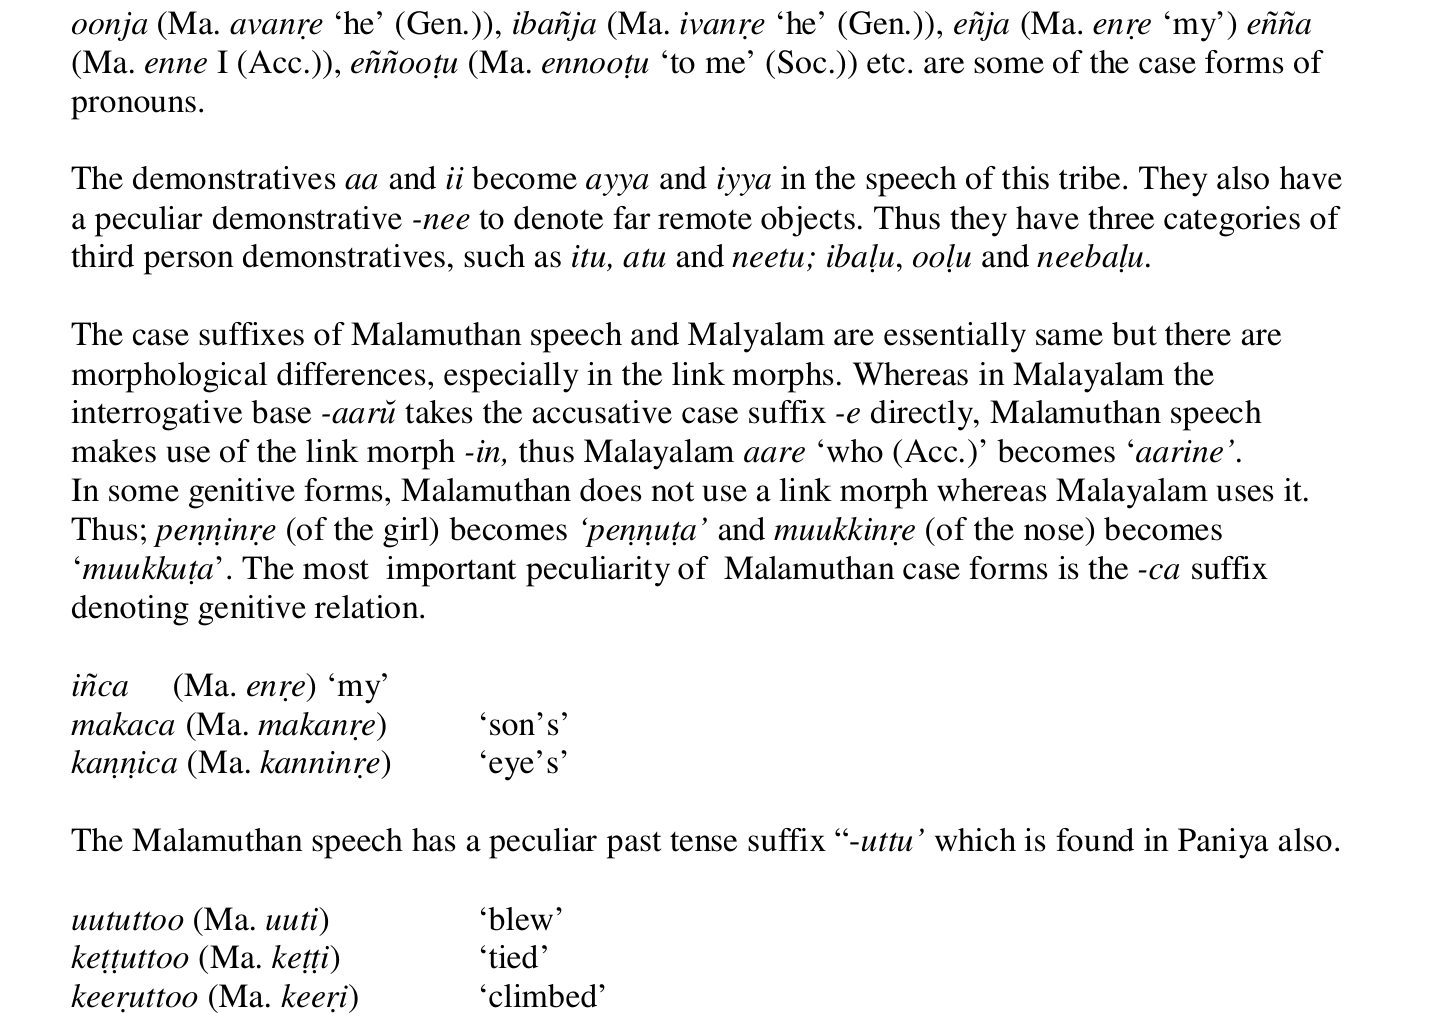 oonja (Ma. avanṛe ‘he’ (Gen.)), ibañja (Ma. ivanṛe ‘he’ (Gen.)), eñja (Ma. enṛe ‘my’) eñña
(Ma. enne I (Acc.)), eññooṭu (Ma. ennooṭu ‘to me’ (Soc.)) etc. are some of the case forms of
pronouns.
The demonstratives aa and ii become ayya and iyya in the speech of this tribe. They also have
a peculiar demonstrative -nee to denote far remote objects. Thus they have three categories of
third person demonstratives, such as itu, atu and neetu; ibaḷu, ooḷu and neebaḷu.
The case suffixes of Malamuthan speech and Malyalam are essentially same but there are
morphological differences, especially in the link morphs. Whereas in Malayalam the
interrogative base -aarŭ takes the accusative case suffix -e directly, Malamuthan speech
makes use of the link morph -in, thus Malayalam aare ‘who (Acc.)’ becomes ‘aarine’.
In some genitive forms, Malamuthan does not use a link morph whereas Malayalam uses it.
Thus; peṇṇinṛe (of the girl) becomes ‘peṇṇuṭa’ and muukkinṛe (of the nose) becomes
‘muukkuṭa’. The most important peculiarity of Malamuthan case forms is the -ca suffix
denoting genitive relation.
iñca (Ma. enṛe) ‘my’
makaca (Ma. makanṛe) ‘son’s’
kaṇṇica (Ma. kanninṛe) ‘eye’s’
The Malamuthan speech has a peculiar past tense suffix “-uttu’ which is found in Paniya also.
uututtoo (Ma. uuti) ‘blew’
keṭṭuttoo (Ma. keṭṭi) ‘tied’
keeṛuttoo (Ma. keeṛi) ‘climbed’